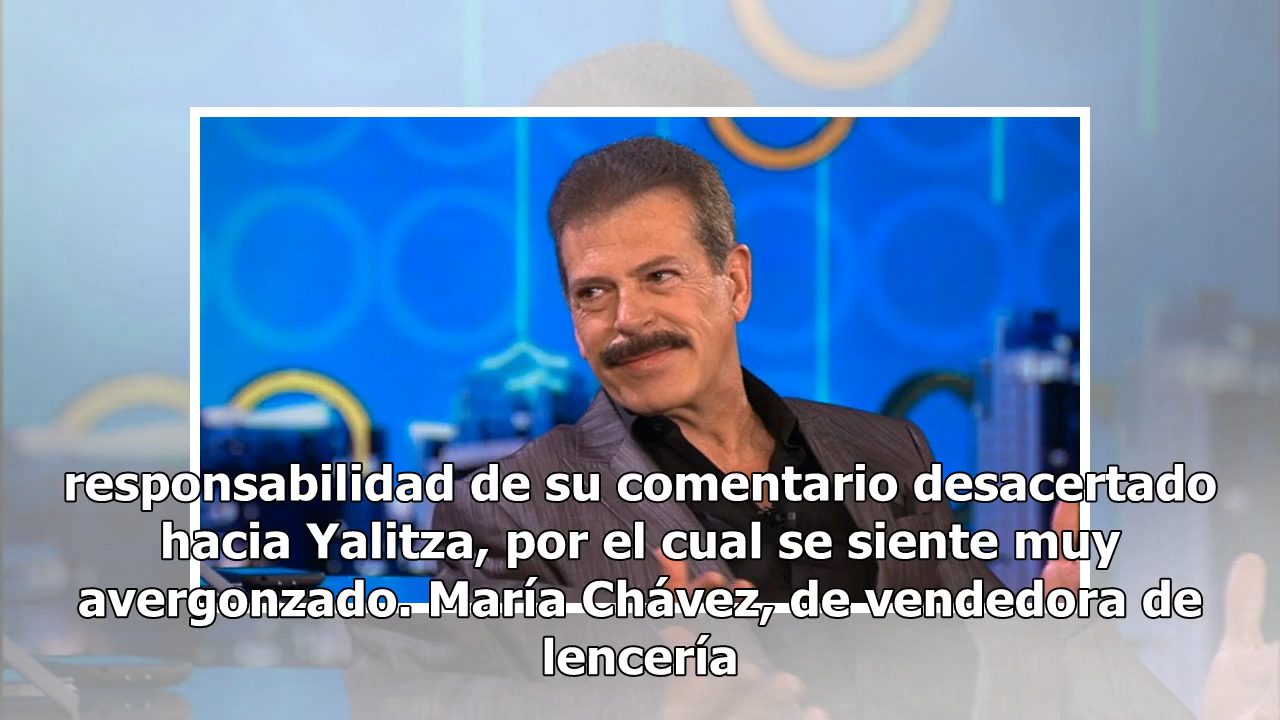 responsabilidad de su comentario desacertado
hacia Yalitza, por el cual se siente muy
avergonzado. María Chávez, de vendedora de
lencería